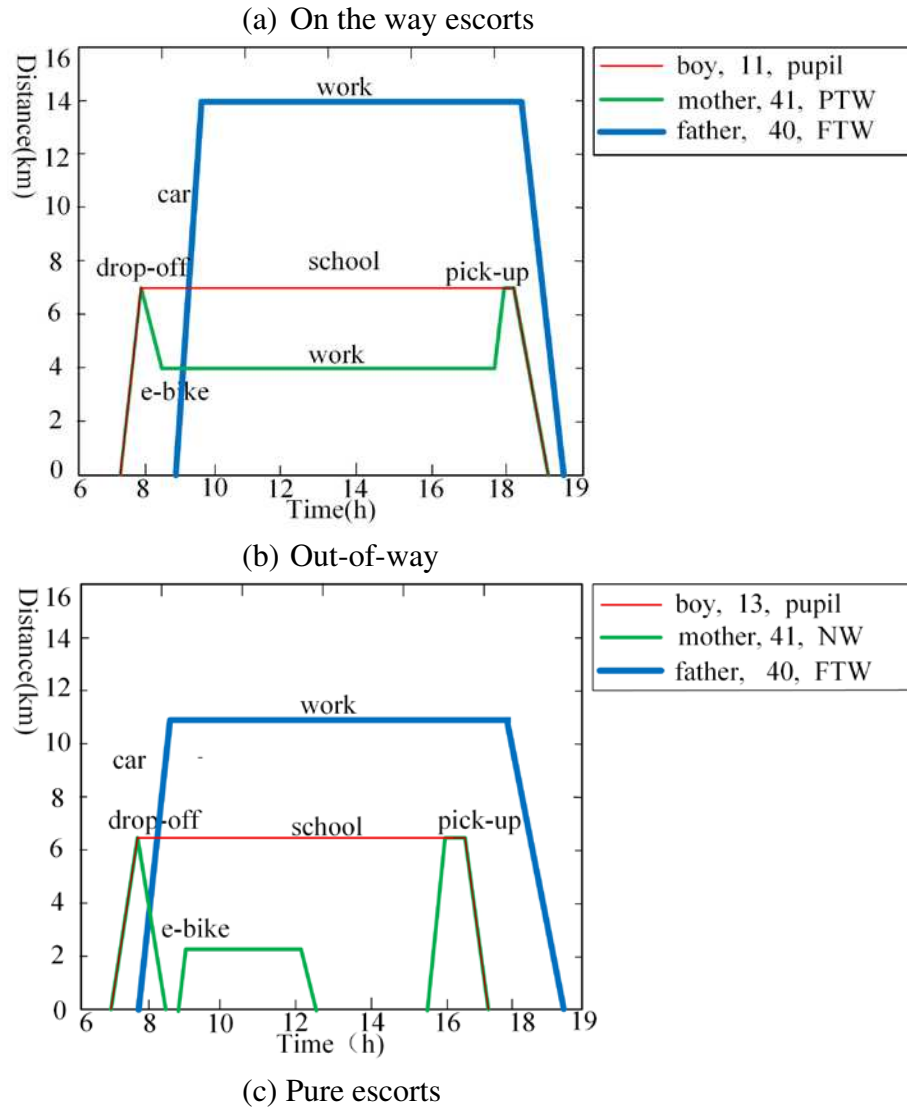 (a) On the way escorts
Distance(km)
16
14
12
10
8
6
4
2
0
work
car
drop-off
school
pick-up
work
e-bike
6 8 10 12 14 16 18 19
Time(h)
boy, 11, pupil
mother, 41, PTW
father, 40, FTW
(b) Out-of-way
Distance(km)
16
14
12
10
8
6
4
2
0
work
car
drop-off
school
pick-up
e-bike
6 8 10 12 14 16 18 19
Time (h)
boy, 13, pupil
mother, 41, NW
father, 40, FTW
(c) Pure escorts